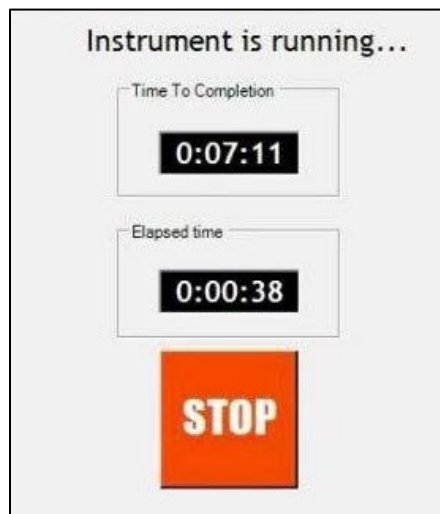 Instrument is running...
Time To Completion
0:07:11
Elapsed time
0:00:38
STOP